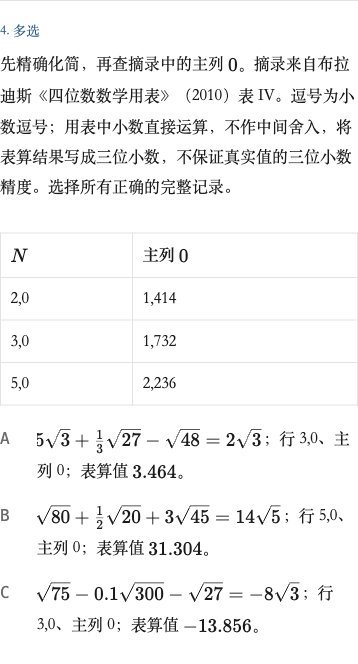 4. 多选
先精确化简，再查摘录中的主列 0。摘录来自布拉
迪斯《四位数数学用表》（2010）表 IV。逗号为小
数逗号；用表中小数直接运算，不作中间舍入，将
表算结果写成三位小数，不保证真实值的三位小数
精度。选择所有正确的完整记录。
N 主列 0
2,0 1,414
3,0 1,732
5,0 2,236
A 5√3 + 1/3√27 − √48 = 2√3；行 3,0、主
列 0；表算值 3.464。
B √80 + 1/2√20 + 3√45 = 14√5；行 5,0、
主列 0；表算值 31.304。
C √75 − 0.1√300 − √27 = −8√3；行
3,0、主列 0；表算值 −13.856。